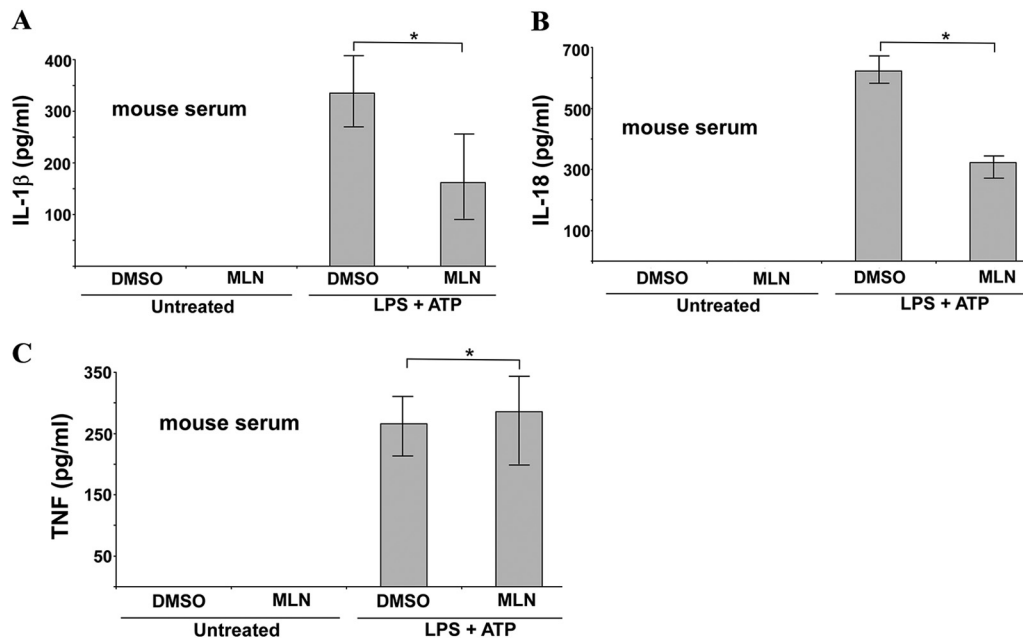 A
*
IL-1β (pg/ml)
400
300
200
100
mouse serum
DMSO MLN DMSO MLN
Untreated LPS + ATP
B
*
IL-18 (pg/ml)
700
500
300
100
mouse serum
DMSO MLN DMSO MLN
Untreated LPS + ATP
C
*
TNF (pg/ml)
350
250
150
50
mouse serum
DMSO MLN DMSO MLN
Untreated LPS + ATP